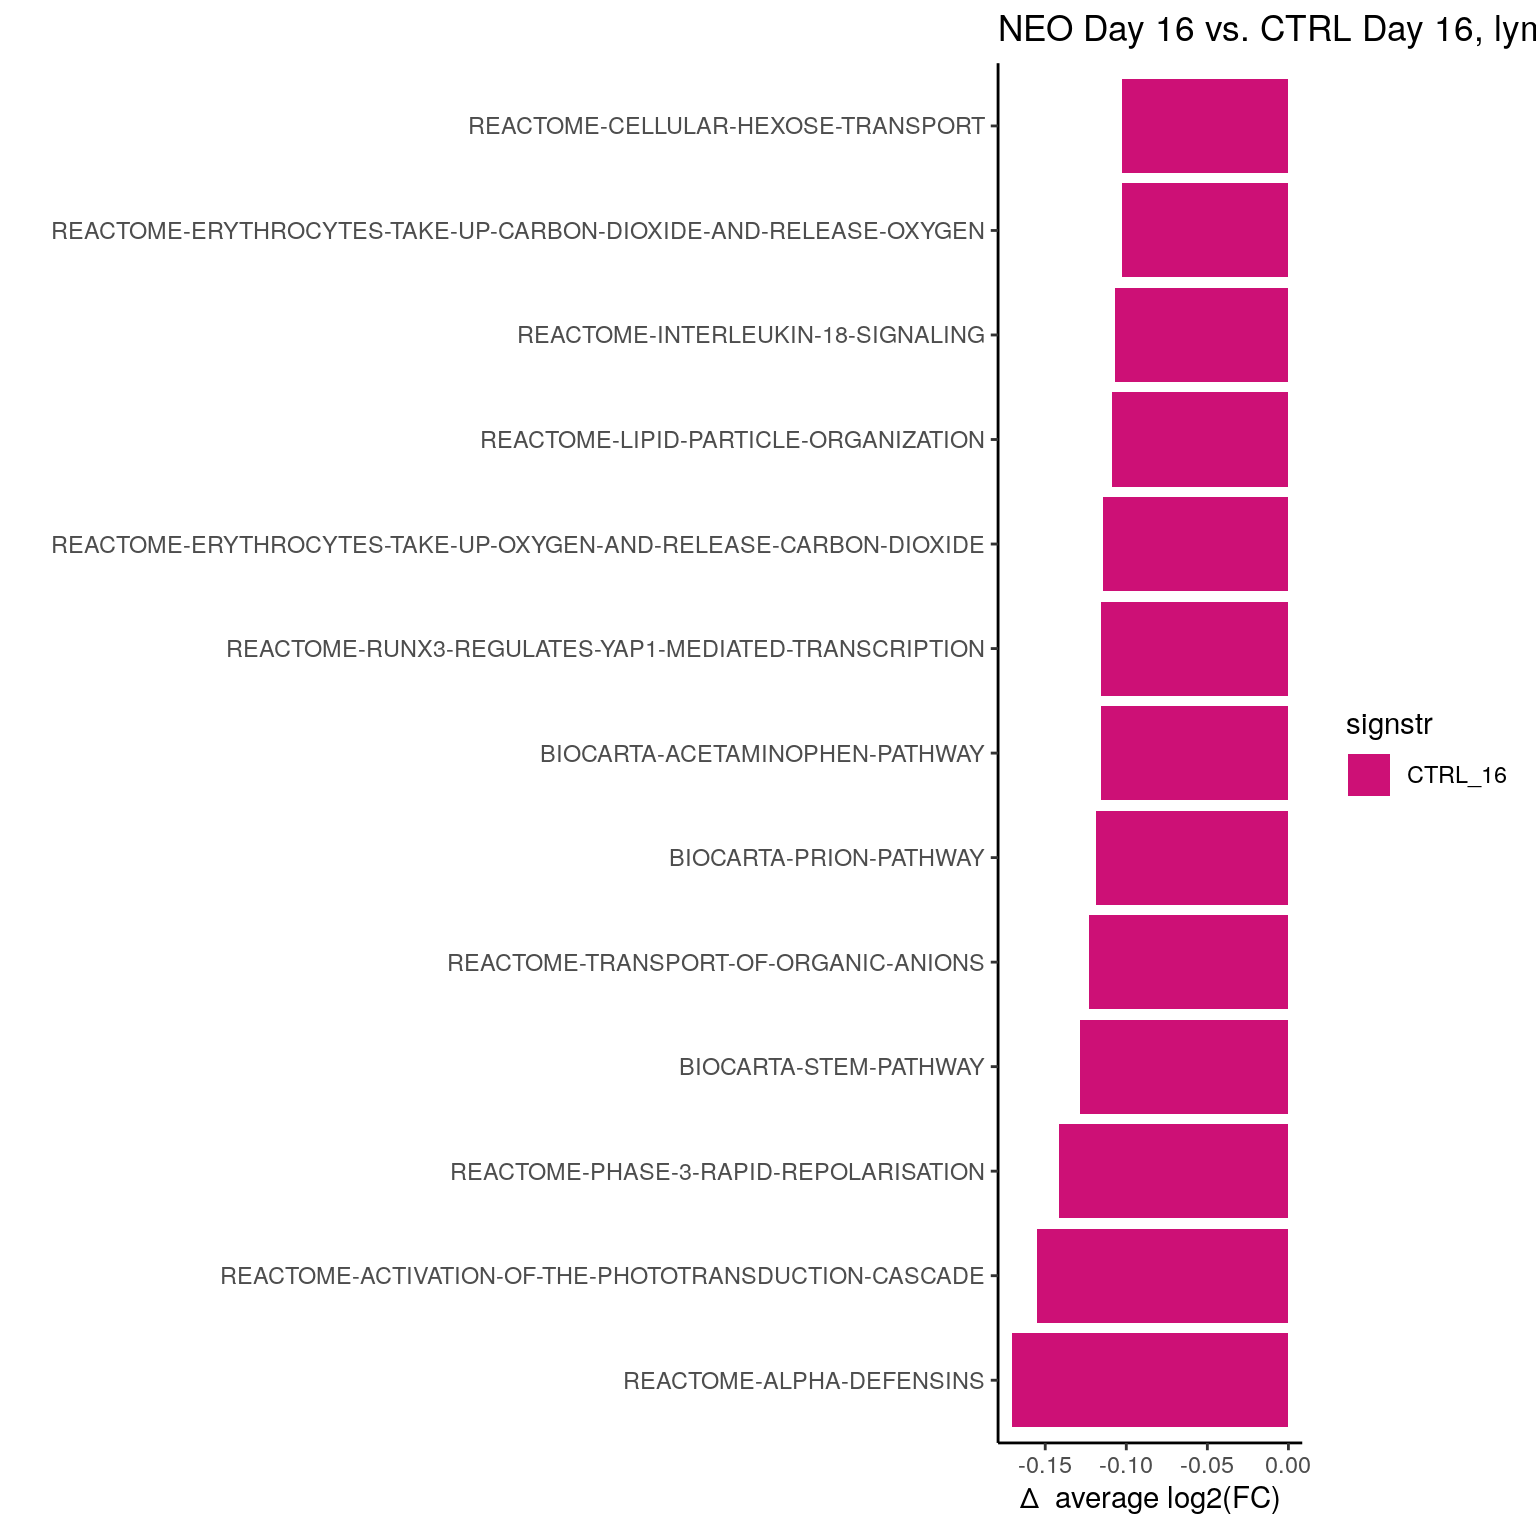 NEO Day 16 vs. CTRL Day 16, lym
REACTOME-CELLULAR-HEXOSE-TRANSPORT
REACTOME-ERYTHROCYTES-TAKE-UP-CARBON-DIOXIDE-AND-RELEASE-OXYGEN
REACTOME-INTERLEUKIN-18-SIGNALING
REACTOME-LIPID-PARTICLE-ORGANIZATION
REACTOME-ERYTHROCYTES-TAKE-UP-OXYGEN-AND-RELEASE-CARBON-DIOXIDE
REACTOME-RUNX3-REGULATES-YAP1-MEDIATED-TRANSCRIPTION
BIOCARTA-ACETAMINOPHEN-PATHWAY
BIOCARTA-PRION-PATHWAY
REACTOME-TRANSPORT-OF-ORGANIC-ANIONS
BIOCARTA-STEM-PATHWAY
REACTOME-PHASE-3-RAPID-REPOLARISATION
REACTOME-ACTIVATION-OF-THE-PHOTOTRANSDUCTION-CASCADE
REACTOME-ALPHA-DEFENSINS
-0.15 -0.10 -0.05 0.00
Δ average log2(FC)
signstr
CTRL_16